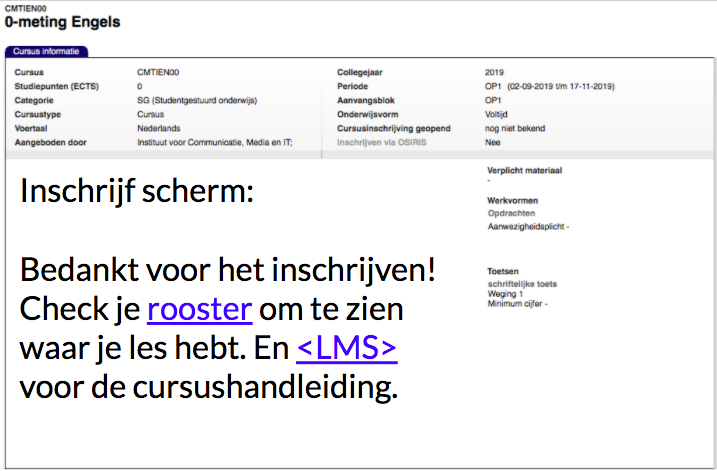 CMTIEN00
0-meting Engels
Cursus informatie
Cursus CMTIEN00
Studiepunten (ECTS) 0
Categorie SG (Studentgestuurd onderwijs)
Cursustype Cursus
Voertaal Nederlands
Aangeboden door Instituut voor Communicatie, Media en IT;
Collegejaar 2019
Periode OP1 (02-09-2019 t/m 17-11-2019)
Aanvangsblok OP1
Onderwijsvorm Voltijd
Cursusinschrijving geopend nog niet bekend
Inschrijven via OSIRIS Nee
Inschrijf scherm:
Bedankt voor het inschrijven!
Check je rooster om te zien
waar je les hebt. En <LMS>
voor de cursushandleiding.
Verplicht materiaal
-
Werkvormen
Opdrachten
Aanwezigheidsplicht -
Toetsen
schriftelijke toets
Weging 1
Minimum cijfer -